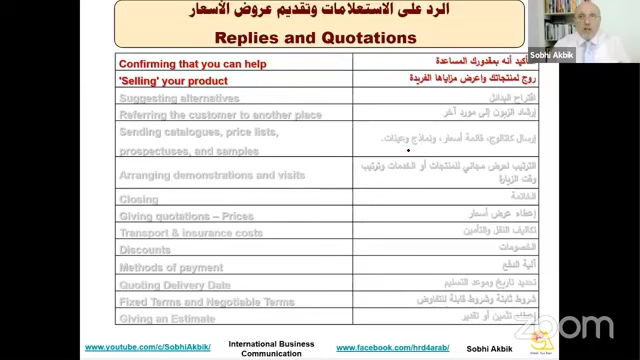 الرد على الاستعلامات وتقديم عروض الأسعار
Replies and Quotations
Sobhi Akbik
Confirming that you can help
تأكيد أنه بمقدورك المساعدة
'Selling' your product
روج لمنتجاتك واعرض مزاياها الفريدة
Suggesting alternatives
اقتراح البدائل
Referring the customer to another place
إرشاد الزبون إلى مورد آخر
Sending catalogues, price lists,
prospectuses, and samples
إرسال كاتالوج، قائمة أسعار، ونماذج وعينات.
Arranging demonstrations and visits
الترتيب لعرض مجاني للمنتجات أو الخدمات وترتيب
وقت الزيارة
Closing
الخاتمة
Giving quotations – Prices
إعطاء عرض أسعار
Transport & insurance costs
تكاليف النقل والتأمين
Discounts
الخصومات
Methods of payment
آلية الدفع
Quoting Delivery Date
تحديد تاريخ وموعد التسليم
Fixed Terms and Negotiable Terms
شروط ثابتة وشروط قابلة للتفاوض
Giving an Estimate
إعطاء تثمين أو تقدير
zoom
www.youtube.com/c/SobhiAkbik/
International Business
Communication
www.facebook.com/hrd4arab/
Sobhi Akbik